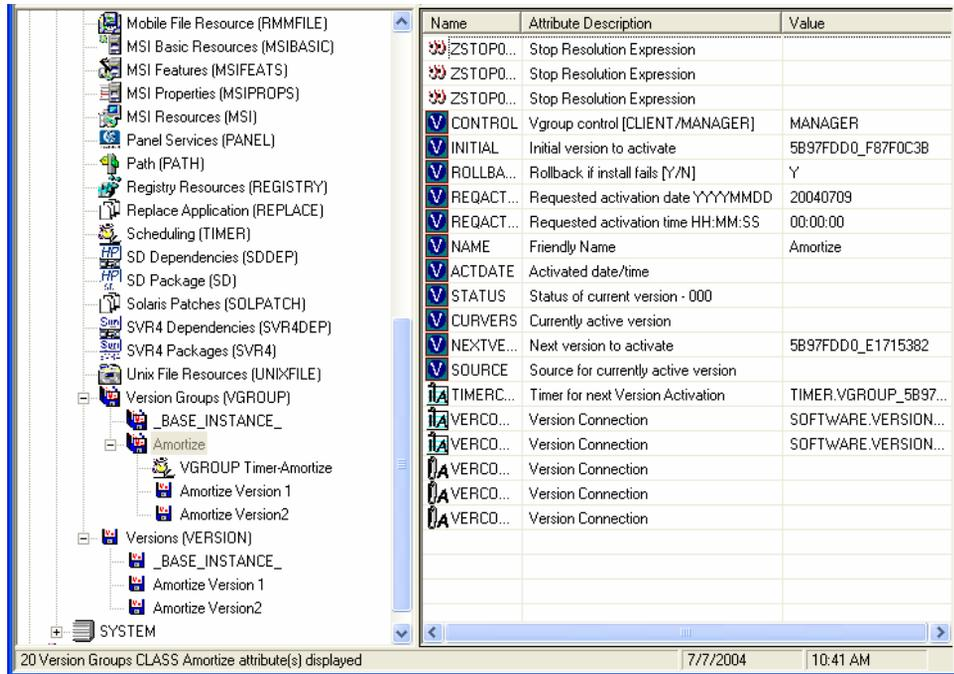 Mobile File Resource (RMMFILE)
MSI Basic Resources (MSIBASIC)
MSI Features (MSIFEATS)
MSI Properties (MSIPROPS)
MSI Resources (MSI)
Panel Services (PANEL)
Path (PATH)
Registry Resources (REGISTRY)
Replace Application (REPLACE)
Scheduling (TIMER)
SD Dependencies (SDDEP)
SD Package (SD)
Solaris Patches (SOLPATCH)
SVR4 Dependencies (SVR4DEP)
SVR4 Packages (SVR4)
Unix File Resources (UNIXFILE)
Version Groups (VGROUP)
_BASE_INSTANCE_
Amortize
VGROUP Timer-Amortize
Amortize Version 1
Amortize Version2
Versions (VERSION)
_BASE_INSTANCE_
Amortize Version 1
Amortize Version2
SYSTEM
Name Attribute Description Value
ZSTOP0... Stop Resolution Expression
ZSTOP0... Stop Resolution Expression
ZSTOP0... Stop Resolution Expression
CONTROL Vgroup control [CLIENT/MANAGER] MANAGER
INITIAL Initial version to activate 5B97FDD0_F87F0C3B
ROLLBA... Rollback if install fails [Y/N] Y
REQACT... Requested activation date YYYYMMDD 20040709
REQACT... Requested activation time HH:MM:SS 00:00:00
NAME Friendly Name Amortize
ACTDATE Activated date/time
STATUS Status of current version - 000
CURVERS Currently active version
NEXTVE... Next version to activate 5B97FDD0_E1715382
SOURCE Source for currently active version
TIMERC... Timer for next Version Activation TIMER.VGROUP_5B97...
VERCO... Version Connection SOFTWARE.VERSION...
VERCO... Version Connection SOFTWARE.VERSION...
VERCO... Version Connection
VERCO... Version Connection
VERCO... Version Connection
20 Version Groups CLASS Amortize attribute(s) displayed 7/7/2004 10:41 AM